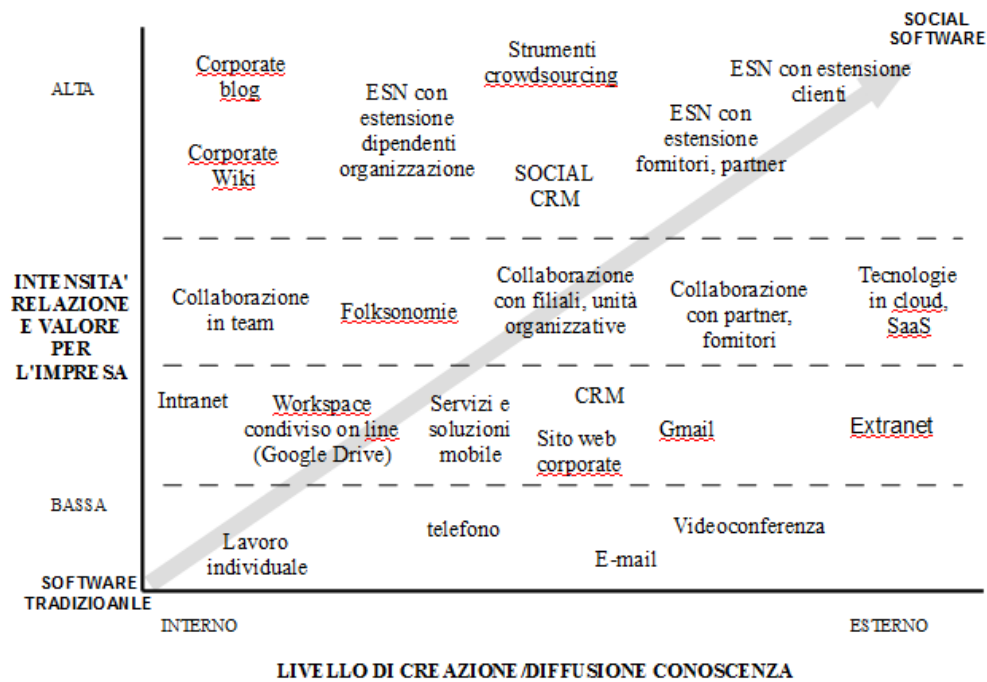 SOCIAL
SOFTWARE
ALTA
Corporate
blog
Corporate
Wiki
ESN con
estensione
dipendenti
organizzazione
Strumenti
crowdsourcing
SOCIAL
CRM
ESN con
estensione
fornitori, partner
ESN con estensione
clienti
INTENSITA'
RELAZIONE
E VALORE
PER
L'IMPRESA
Collaborazione
in team
Folksonomie
Collaborazione
con filiali, unità
organizzative
Collaborazione
con partner,
fornitori
Tecnologie
in cloud,
SaaS
Intranet
Workspace
condiviso on line
(Google Drive)
Servizi e
soluzioni
mobile
CRM
Sito web
corporate
Gmail
Extranet
BASSA
Lavoro
individuale
telefono
E-mail
Videoconferenza
SOFTWARE
TRADIZIOANLE
INTERNO
ESTERNO
LIVELLO DI CREAZIONE/DIFFUSIONE CONOSCENZA